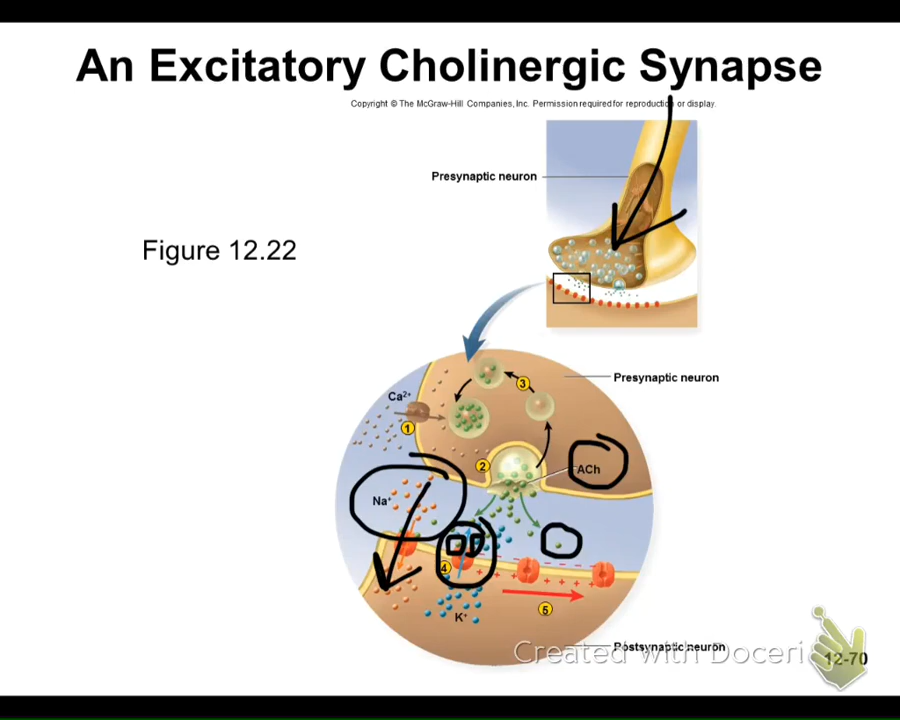 An Excitatory Cholinergic Synapse
Copyright © The McGraw-Hill Companies, Inc. Permission required for reproduction or display.
Presynaptic neuron
Figure 12.22
Presynaptic neuron
3
Ca²⁺
1
2
ACh
Na⁺
4
K⁺
5
Postsynaptic neuron
Created with Doceri
12-70